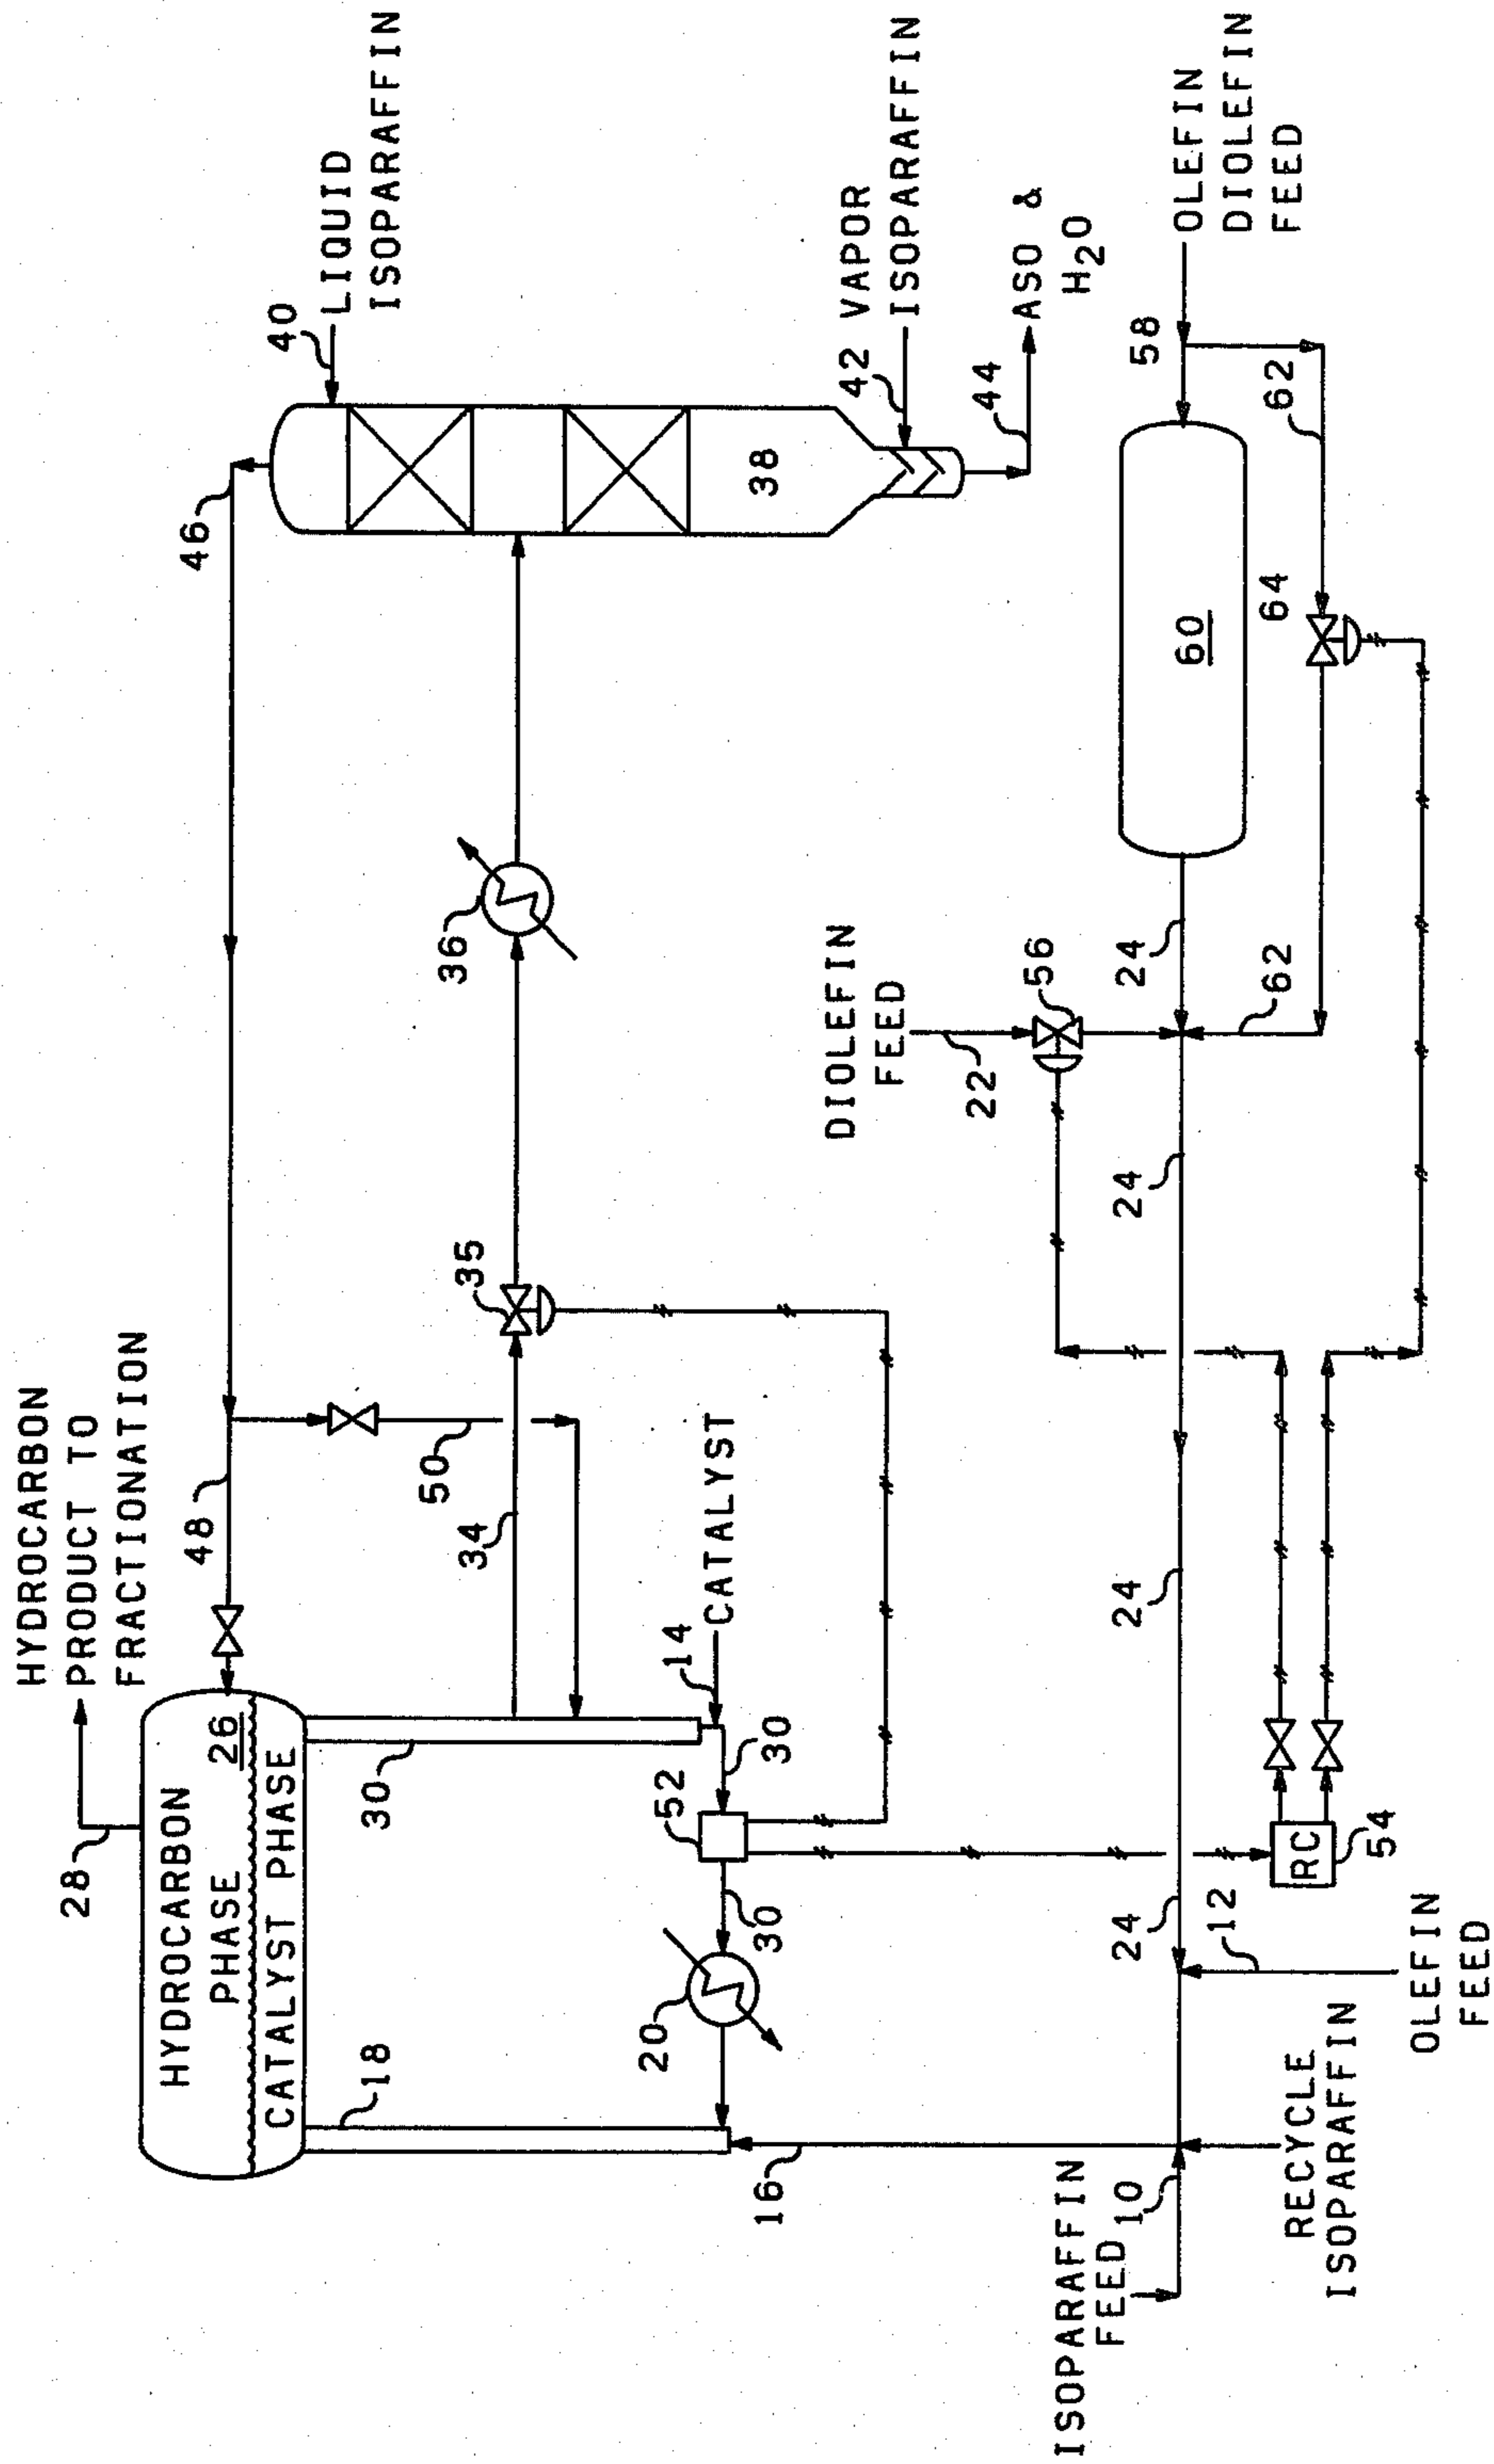 HYDROCARBON
PRODUCT TO
FRACTIONATION
28
HYDROCARBON
PHASE
26
CATALYST PHASE
48
46
40
LIQUID
ISOPARAFFIN
50
34
35
36
38
42
VAPOR
ISOPARAFFIN
44
ASO &
H2O
18
30
14
CATALYST
30
52
30
20
16
ISOPARAFFIN
FEED
10
RECYCLE
ISOPARAFFIN
24
12
OLEFIN
FEED
RC
54
24
24
DIOLEFIN
FEED
22
56
24
62
60
64
62
58
OLEFIN
DIOLEFIN
FEED